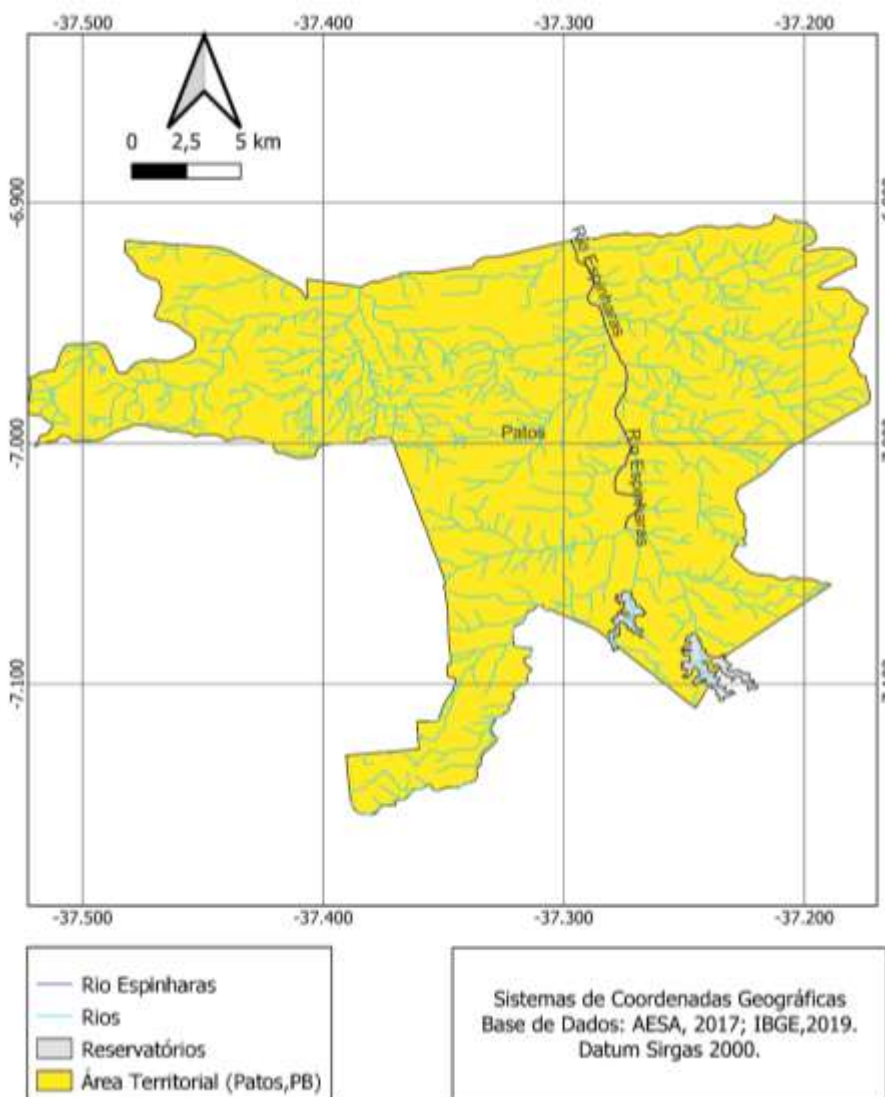 -37.500 -37.400 -37.300 -37.200
0 2,5 5 km
-6.900
Rio Espinharas
Patos
-7.000
Rio Espinharas
-7.100
-37.500 -37.400 -37.300 -37.200
Rio Espinharas
Rios
Reservatórios
Área Territorial (Patos,PB)
Sistemas de Coordenadas Geográficas
Base de Dados: AESA, 2017; IBGE,2019.
Datum Sirgas 2000.